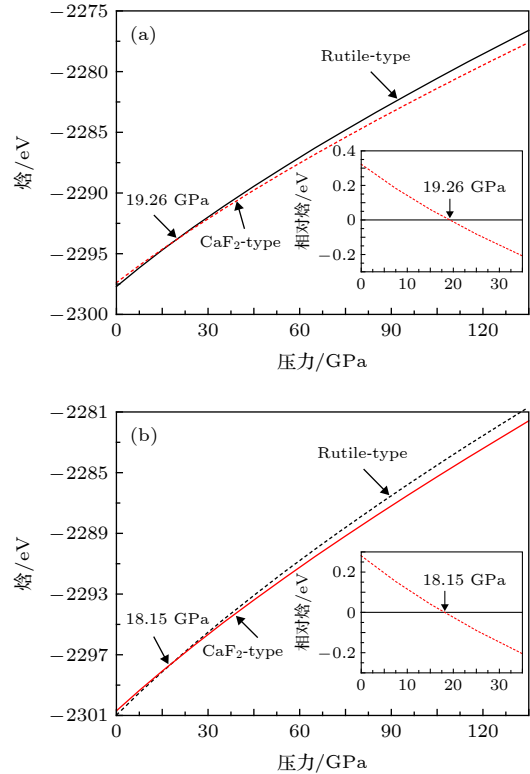 (a)
−2275
−2280
−2285
−2290
−2295
−2300
焓/eV
Rutile-type
19.26 GPa
CaF₂-type
0
30
60
90
120
压力/GPa
0.4
0.2
0
−0.2
相对焓/eV
19.26 GPa
0
10
20
30
(b)
−2281
−2285
−2289
−2293
−2297
−2301
焓/eV
Rutile-type
18.15 GPa
CaF₂-type
0
30
60
90
120
压力/GPa
0.2
0
−0.2
相对焓/eV
18.15 GPa
0
10
20
30